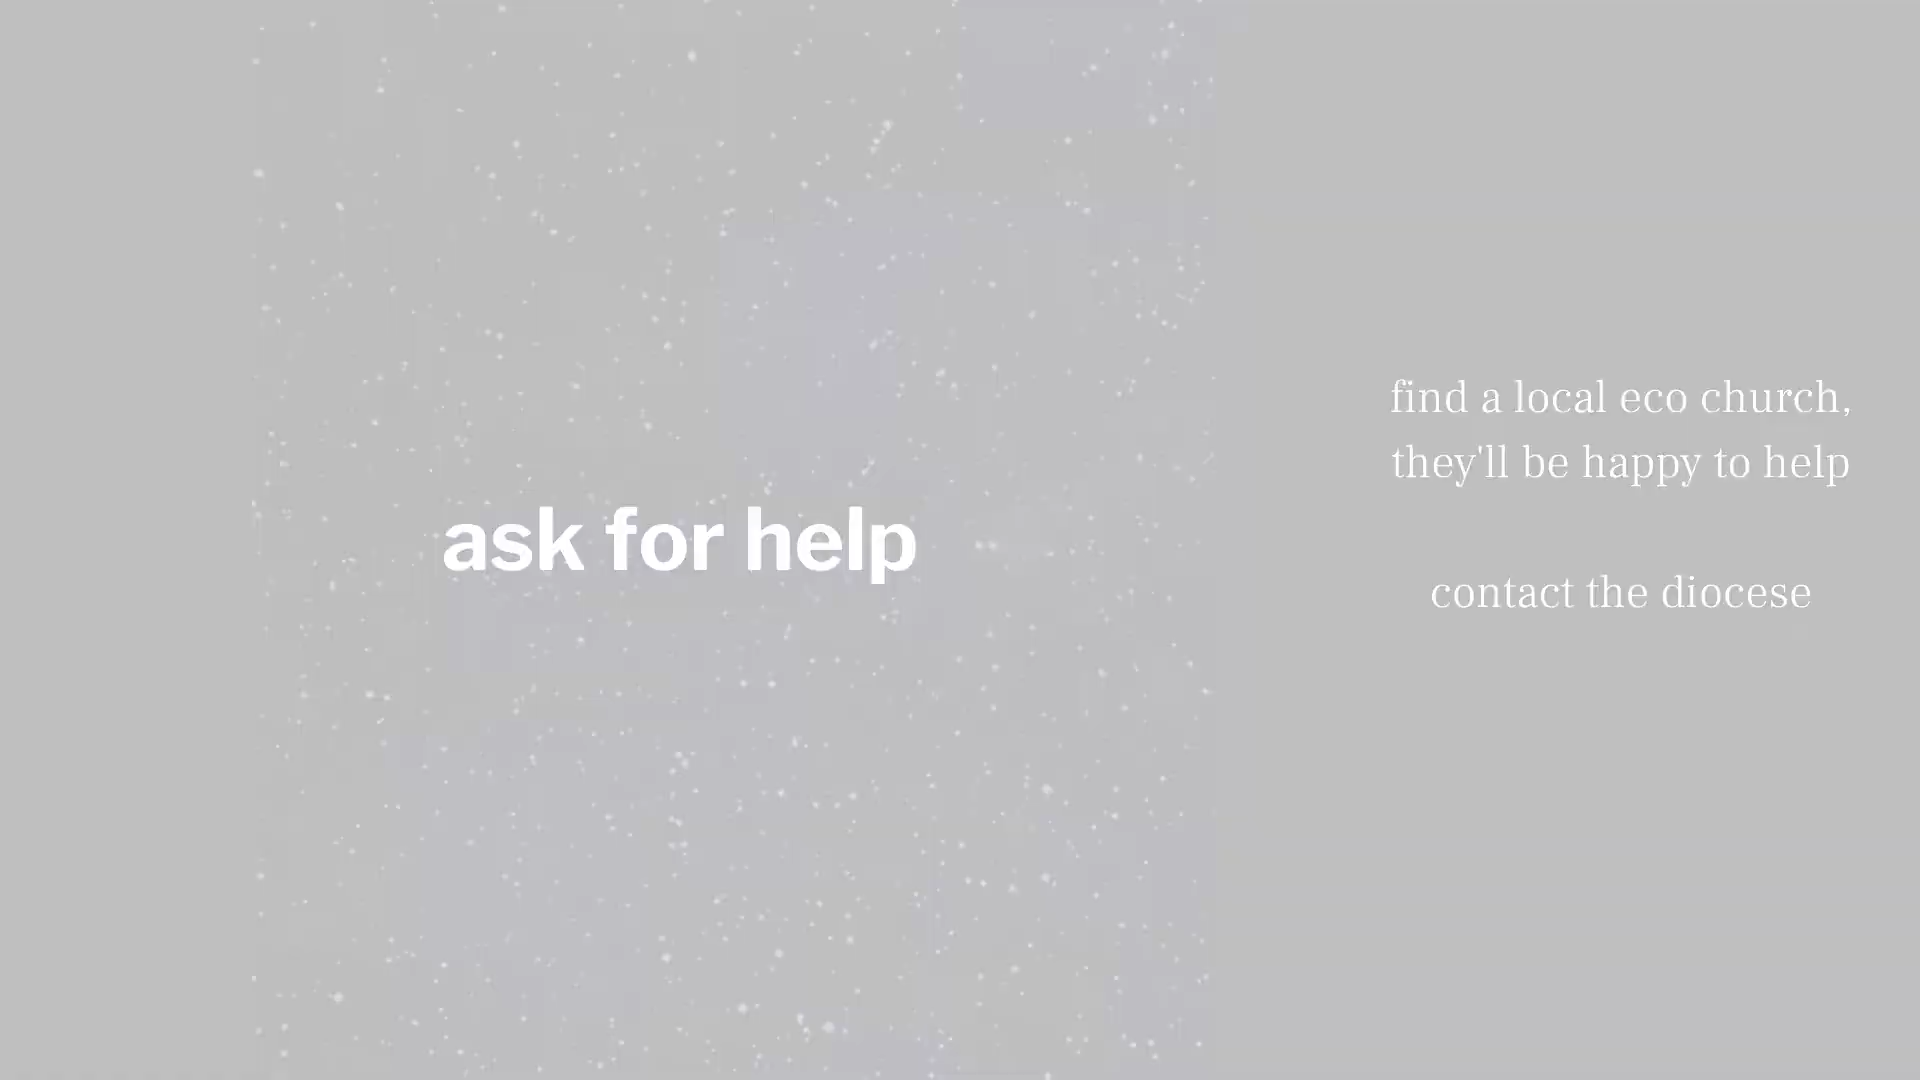 ask for help
find a local eco church,
they'll be happy to help
contact the diocese